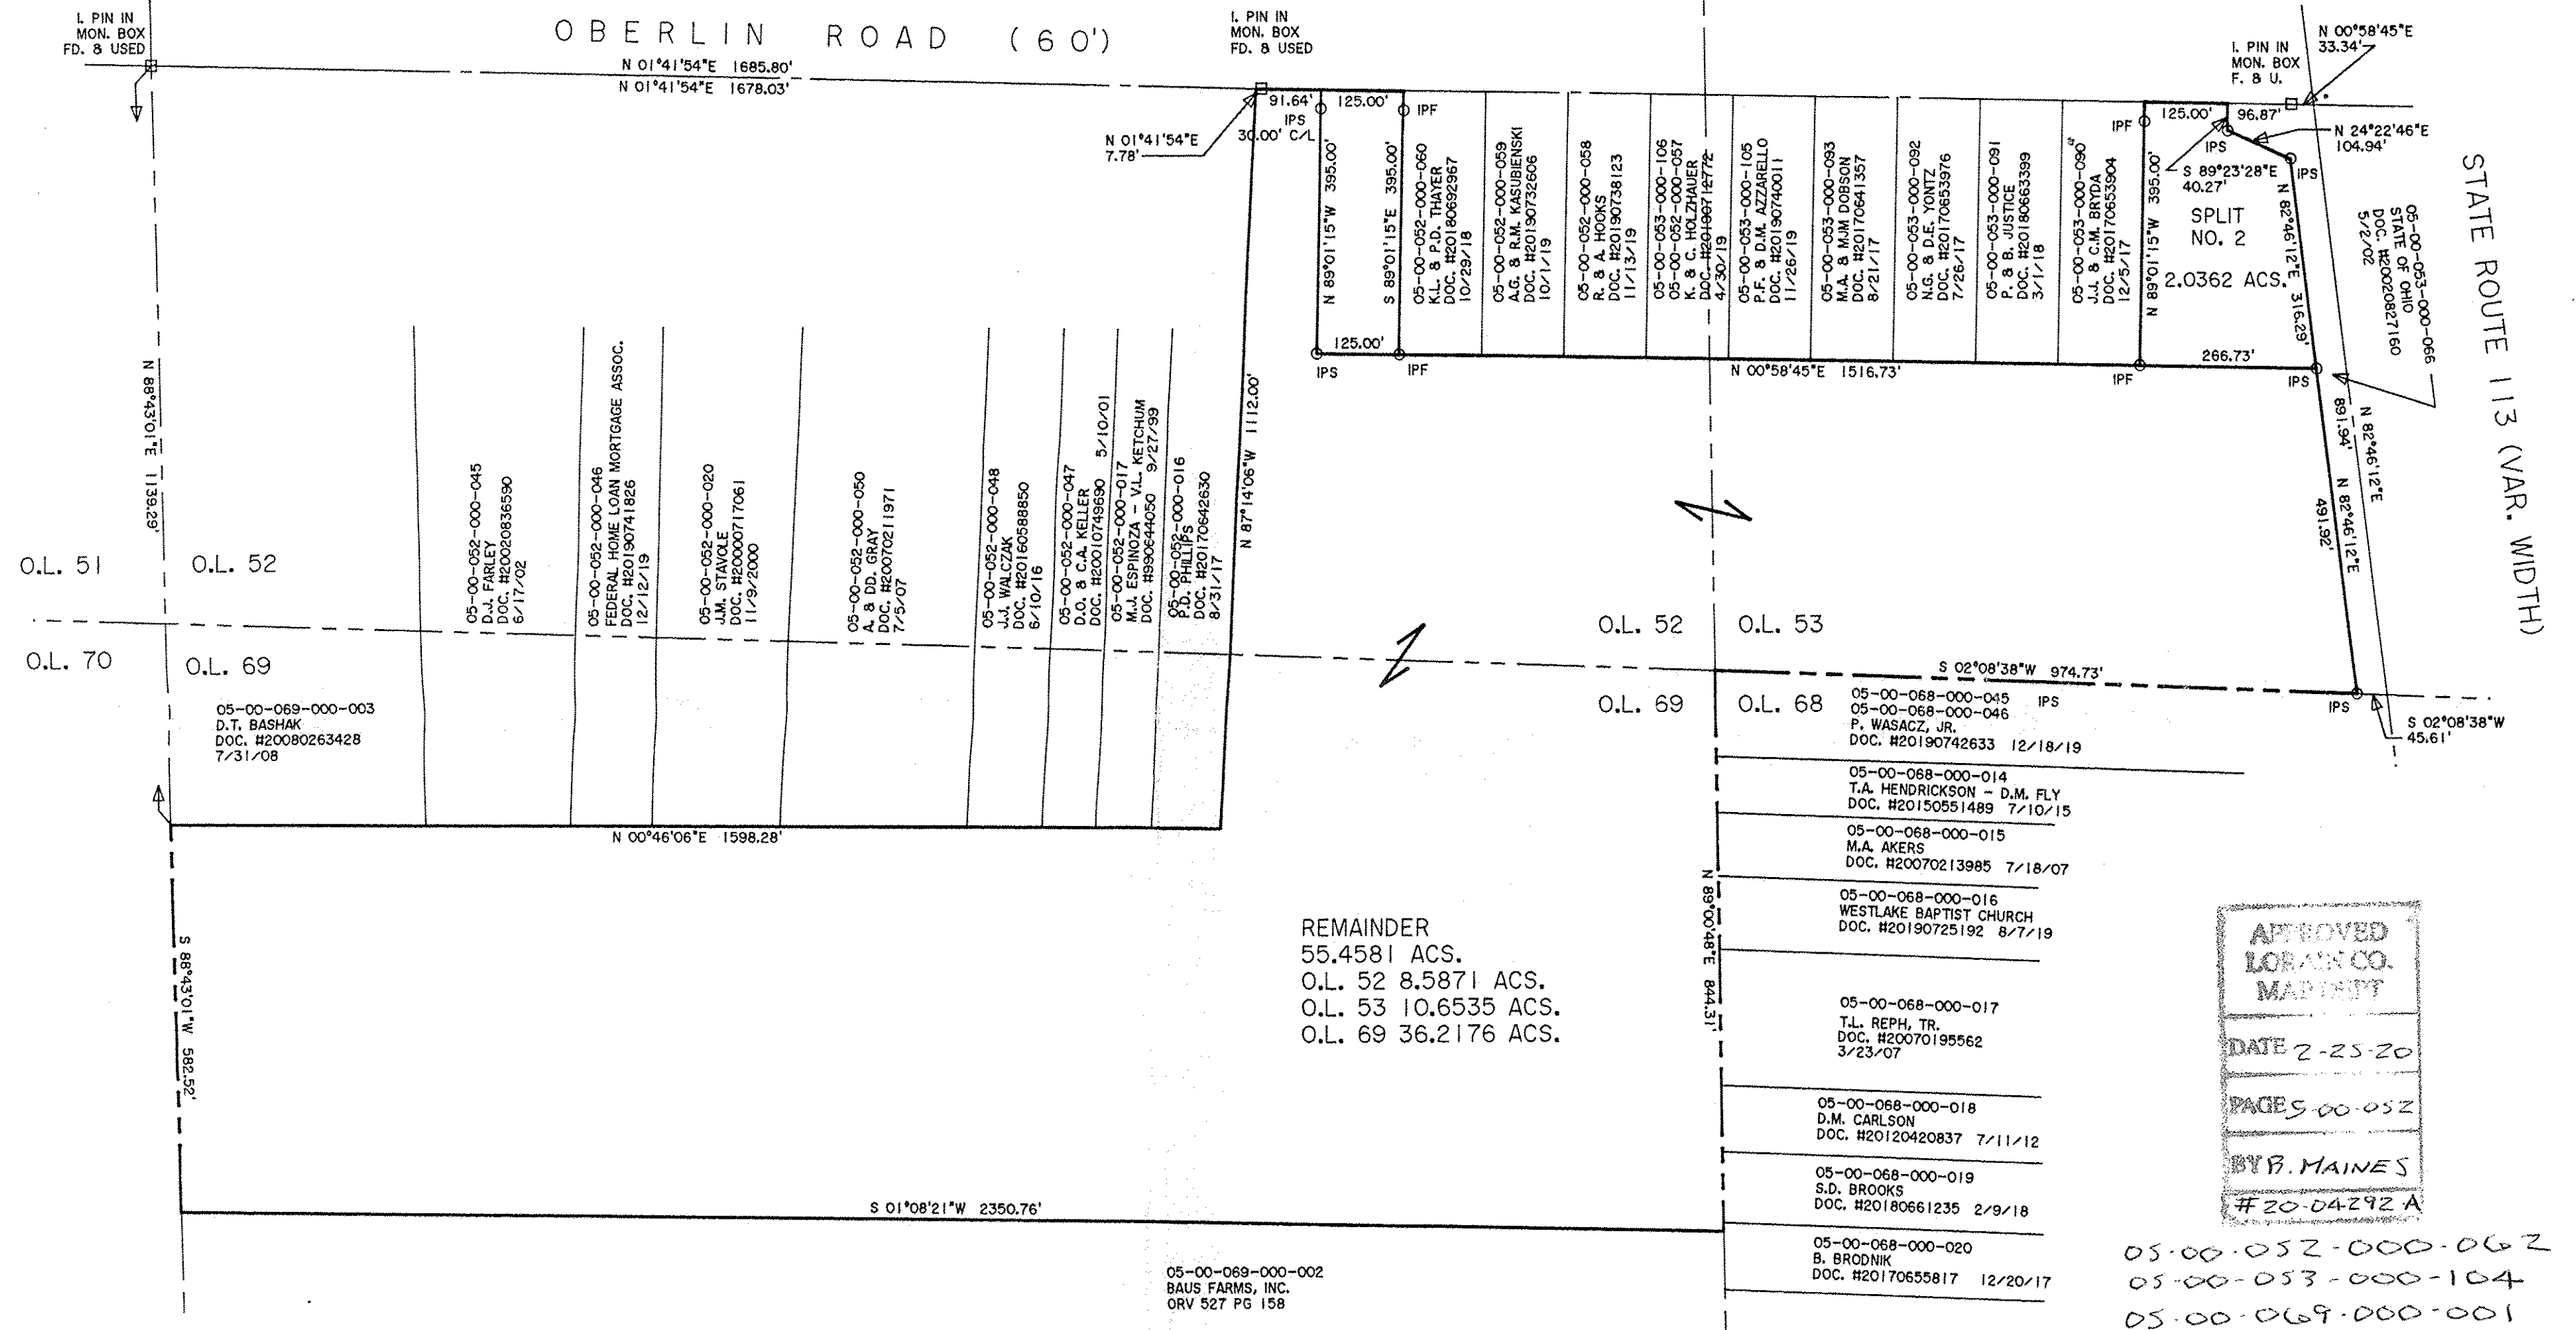 I. PIN IN
MON. BOX
FD. & USED
OBERLIN ROAD (60')
I. PIN IN
MON. BOX
FD. & USED
N 00°58'45"E
33.34'
I. PIN IN
MON. BOX
F. & U.
N 01°41'54"E 1685.80'
N 01°41'54"E 1678.03'
N 01°41'54"E
7.78'
91.64'
125.00'
IPS
30.00' C/L
IPF
N 89°01'15"W 395.00'
S 89°01'15"E 395.00'
125.00'
IPS
IPF
05-00-052-000-060
K.L. & P.D. THAYER
DOC. #20180692967
10/29/18
05-00-052-000-059
A.G. & R.M. KASUBIENSKI
DOC. #20190732606
10/1/19
05-00-052-000-058
R. & A. HOOKS
DOC. #20190738123
11/13/19
05-00-053-000-106
05-00-052-000-057
K. & C. HOLZHAUER
DOC. #20190712772
4/30/19
05-00-053-000-105
P.F. & D.M. AZZARELLO
DOC. #20190740011
11/26/19
05-00-053-000-093
M.A. & MJM DOBSON
DOC. #20170641357
8/21/17
05-00-053-000-092
N.G. & D.E. YONTZ
DOC. #20170653976
7/26/17
05-00-053-000-091
P. & B. JUSTICE
DOC. #20180663399
3/1/18
05-00-053-000-090
J.J. & C.M. BRYDA
DOC. #20170653904
12/5/17
IPF
125.00'
96.87'
IPS
N 24°22'46"E
104.94'
S 89°23'28"E
40.27'
IPS
N 89°01'15"W 395.00'
SPLIT
NO. 2
2.0362 ACS.
N 82°46'12"E 316.29'
266.73'
IPF
IPS
N 00°58'45"E 1516.73'
05-00-053-000-066
STATE OF OHIO
DOC. #20020827160
5/2/02
STATE ROUTE 113 (VAR. WIDTH)
N 82°46'12"E
891.94'
N 82°46'12"E
491.92'
N 88°43'01"E 1139.29'
O.L. 51
O.L. 52
O.L. 70
O.L. 69
05-00-052-000-045
D.J. FARLEY
DOC. #20020836590
6/17/02
05-00-052-000-046
FEDERAL HOME LOAN MORTGAGE ASSOC.
DOC. #20190741826
12/12/19
05-00-052-000-020
J.M. STAVOLE
DOC. #20000717061
11/9/2000
05-00-052-000-050
A. & DD. GRAY
DOC. #20070211971
7/5/07
05-00-052-000-048
J.J. WALCZAK
DOC. #20160588850
6/10/16
05-00-052-000-047
D.O. & C.A. KELLER
DOC. #20010749690 5/10/01
05-00-052-000-017
M.J. ESPINOZA - V.L. KETCHUM
DOC. #990644050 9/27/99
05-00-052-000-016
P.D. PHILLIPS
DOC. #20170642630
8/31/17
N 87°14'06"W 1112.00'
O.L. 52
O.L. 53
O.L. 69
O.L. 68
S 02°08'38"W 974.73'
IPS
IPS
S 02°08'38"W
45.61'
05-00-069-000-003
D.T. BASHAK
DOC. #20080263428
7/31/08
N 00°46'06"E 1598.28'
05-00-068-000-045
05-00-068-000-046
P. WASACZ, JR.
DOC. #20190742633 12/18/19
05-00-068-000-014
T.A. HENDRICKSON - D.M. FLY
DOC. #20150551489 7/10/15
05-00-068-000-015
M.A. AKERS
DOC. #20070213985 7/18/07
05-00-068-000-016
WESTLAKE BAPTIST CHURCH
DOC. #20190725192 8/7/19
05-00-068-000-017
T.L. REPH, TR.
DOC. #20070195562
3/23/07
05-00-068-000-018
D.M. CARLSON
DOC. #20120420837 7/11/12
05-00-068-000-019
S.D. BROOKS
DOC. #20180661235 2/9/18
05-00-068-000-020
B. BRODNIK
DOC. #20170655817 12/20/17
N 89°00'48"E 844.31'
REMAINDER
55.4581 ACS.
O.L. 52 8.5871 ACS.
O.L. 53 10.6535 ACS.
O.L. 69 36.2176 ACS.
S 88°43'01"W 582.52'
S 01°08'21"W 2350.76'
05-00-069-000-002
BAUS FARMS, INC.
ORV 527 PG 158
APPROVED
LORAIN CO.
MAP DEPT
DATE 2-25-20
PAGE 5-00-052
BY B. MAINES
#20-04292 A
05-00-052-000-062
05-00-053-000-104
05-00-069-000-001